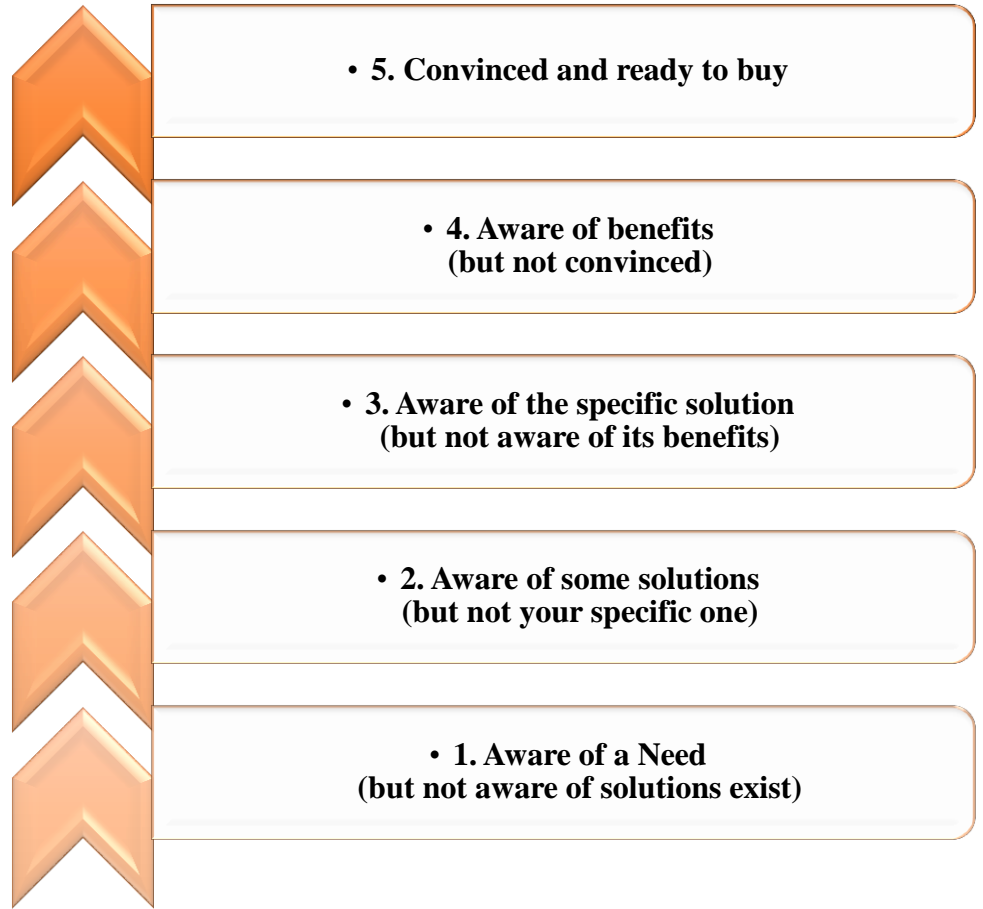 • 5. Convinced and ready to buy
• 4. Aware of benefits
(but not convinced)
• 3. Aware of the specific solution
(but not aware of its benefits)
• 2. Aware of some solutions
(but not your specific one)
• 1. Aware of a Need
(but not aware of solutions exist)